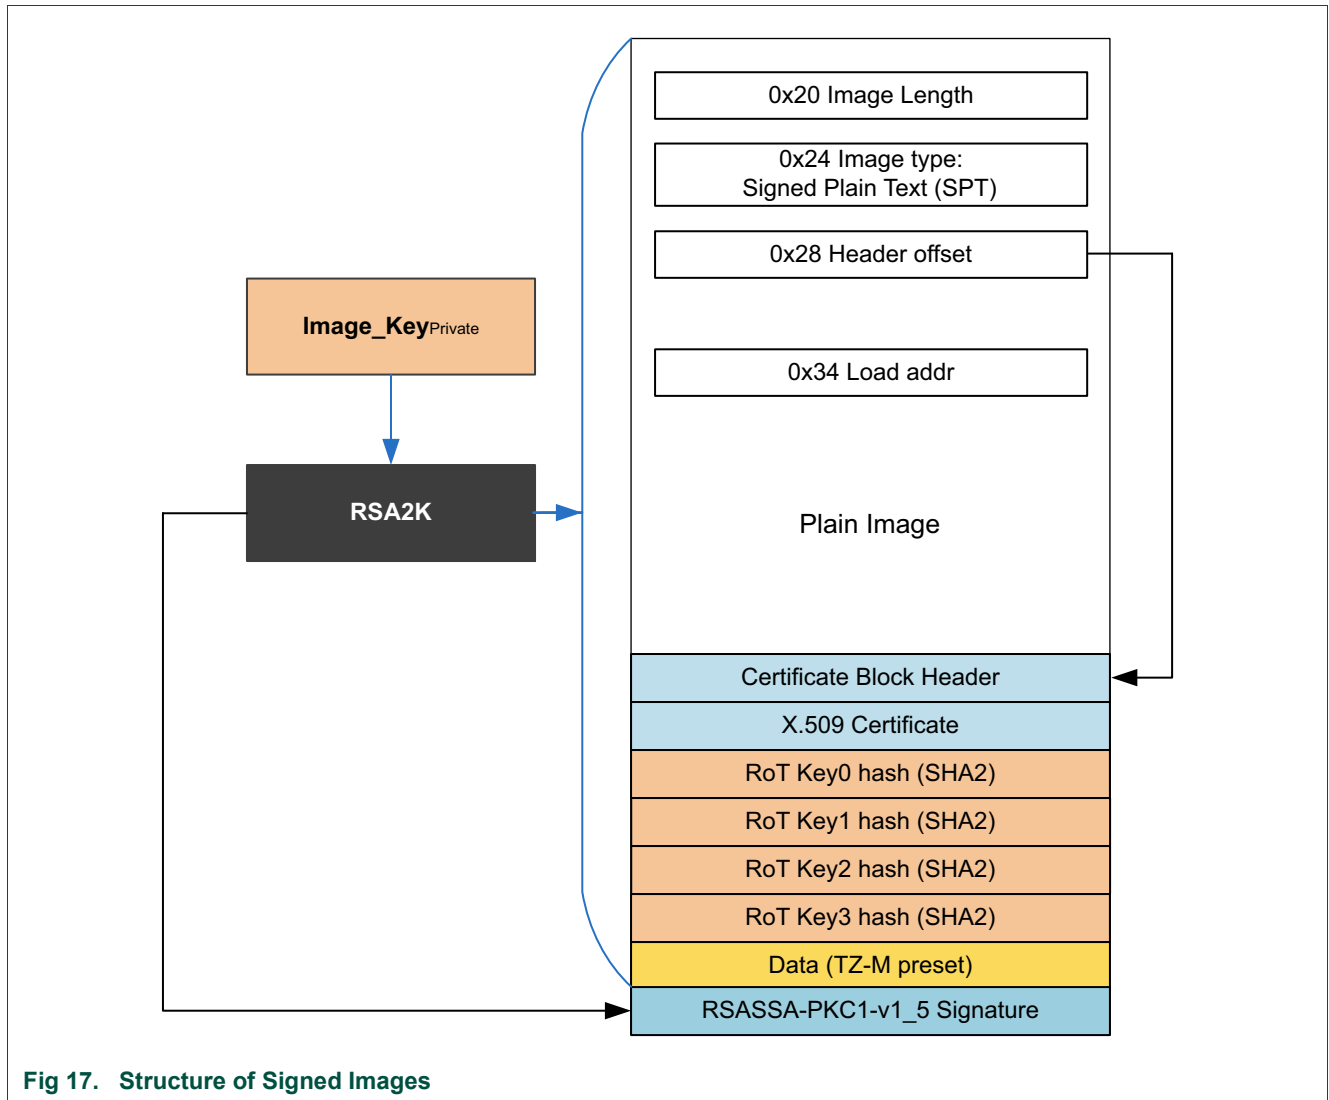 0x20 Image Length
0x24 Image type:
Signed Plain Text (SPT)
0x28 Header offset
Image_KeyPrivate
0x34 Load addr
RSA2K
Plain Image
Certificate Block Header
X.509 Certificate
RoT Key0 hash (SHA2)
RoT Key1 hash (SHA2)
RoT Key2 hash (SHA2)
RoT Key3 hash (SHA2)
Data (TZ-M preset)
RSASSA-PKC1-v1_5 Signature
Fig 17. Structure of Signed Images